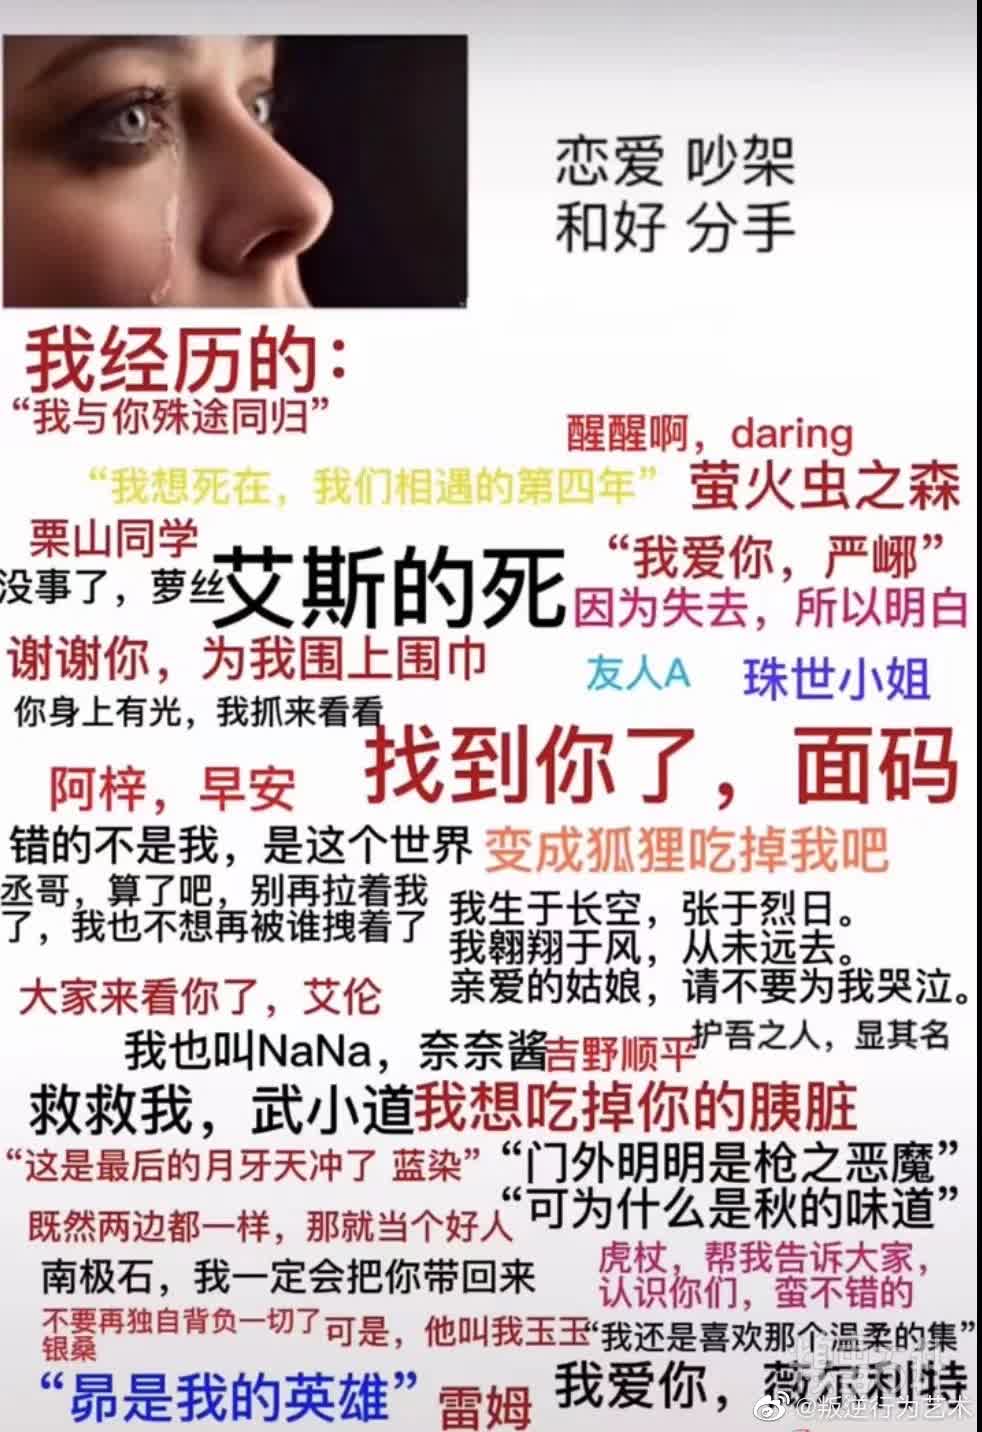 恋爱 吵架
和好 分手
我经历的：
“我与你殊途同归”
醒醒啊，daring
“我想死在，我们相遇的第四年”
萤火虫之森
栗山同学
“我爱你，严峫”
没事了，萝丝
艾斯的死
因为失去，所以明白
谢谢你，为我围上围巾
友人A
珠世小姐
你身上有光，我抓来看看
找到你了，面码
阿梓，早安
错的不是我，是这个世界
变成狐狸吃掉我吧
丞哥，算了吧，别再拉着我
了，我也不想再被谁拽着了
我生于长空，张于烈日。
我翱翔于风，从未远去。
亲爱的姑娘，请不要为我哭泣。
大家来看你了，艾伦
我也叫NaNa，奈奈酱
吉野顺平
护吾之人，显其名
救救我，武小道
我想吃掉你的胰脏
“这是最后的月牙天冲了 蓝染”
“门外明明是枪之恶魔”
“可为什么是秋的味道”
既然两边都一样，那就当个好人
南极石，我一定会把你带回来
虎杖，帮我告诉大家，
认识你们，蛮不错的
不要再独自背负一切了
银桑
可是，他叫我玉玉
“我还是喜欢那个温柔的集”
“昴是我的英雄”
雷姆
我爱你，薇尔利特
@叛逆行为艺术